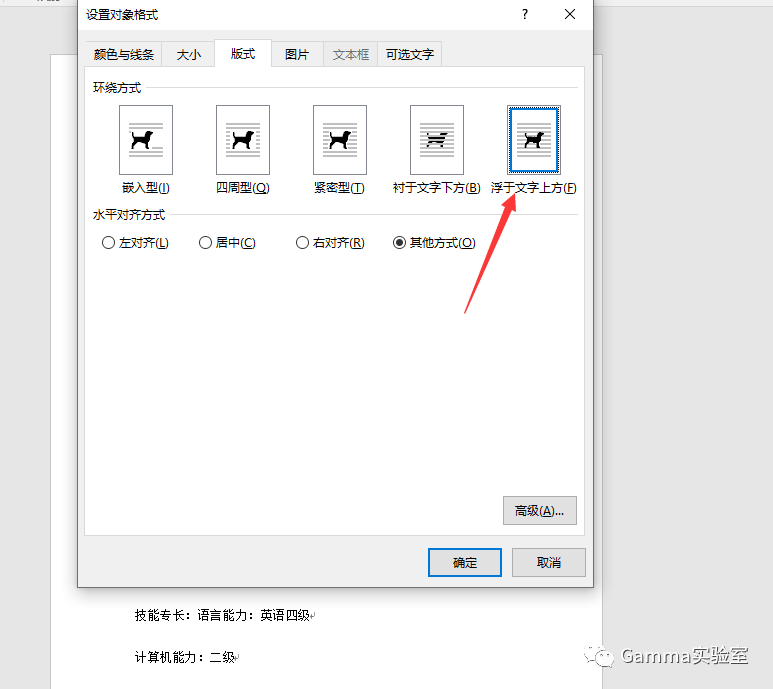 设置对象格式
?
颜色与线条 大小 版式 图片 文本框 可选文字
环绕方式
嵌入型(I) 四周型(Q) 紧密型(T) 衬于文字下方(B) 浮于文字上方(F)
水平对齐方式
左对齐(L) 居中(C) 右对齐(R) 其他方式(O)
高级(A)...
确定 取消
技能专长：语言能力：英语四级
计算机能力：二级
Gamma实验室